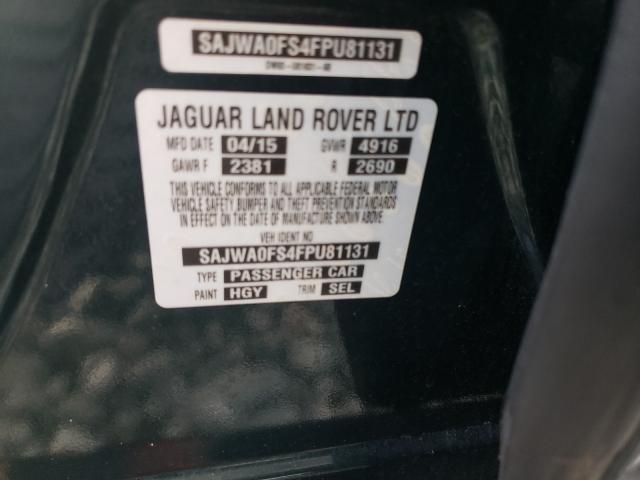 SAJWA0FS4FPU81131
JAGUAR LAND ROVER LTD
MFD DATE 04/15 GVWR 4916
GAWR F 2381 R 2690
THIS VEHICLE CONFORMS TO ALL APPLICABLE FEDERAL MOTOR
VEHICLE SAFETY BUMPER AND THEFT PREVENTION STANDARDS
IN EFFECT ON THE DATE OF MANUFACTURE SHOWN ABOVE
VEH IDENT NO
SAJWA0FS4FPU81131
TYPE PASSENGER CAR
PAINT HGY TRIM SEL